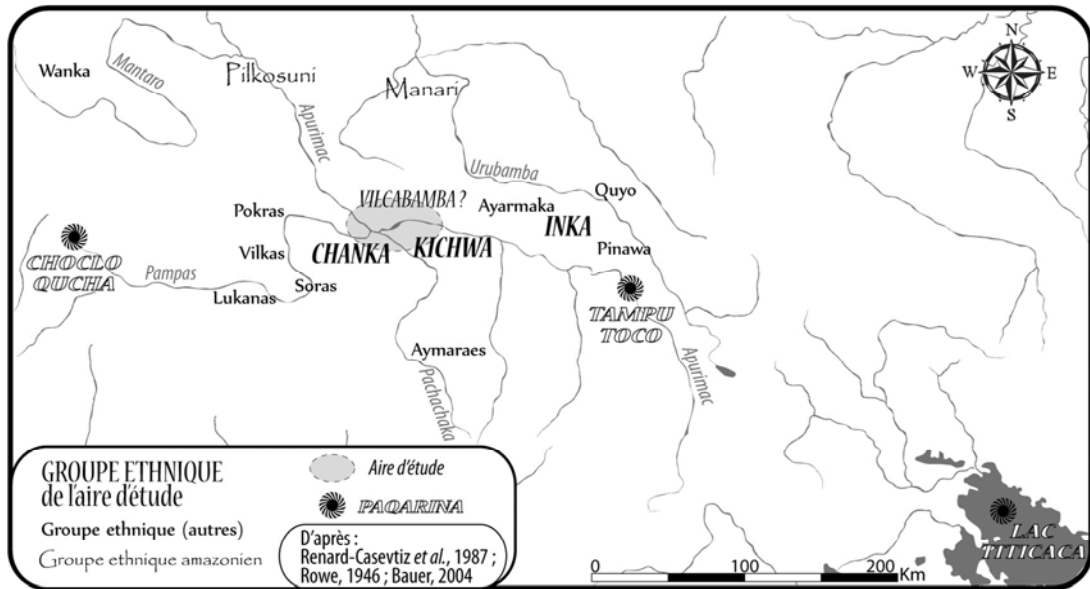 Wanka
Mantaro
Pilkosuni
Manari
N
W
E
S
Apurimac
Urubamba
Quyo
VILCABAMBA ?
Ayarmaka
INKA
Pokras
CHANKA
KICHWA
Vilkas
Pinawa
CHOCLO
QUCHA
Pampas
Lukanas
Soras
TAMPU
TOCO
Aymaraes
Pachachaka
Apurimac
GROUPE ETHNIQUE
de l'aire d'étude
Groupe ethnique (autres)
Groupe ethnique amazonien
Aire d'étude
PAQARINA
D'après :
Renard-Casevtiz et al., 1987 ;
Rowe, 1946 ; Bauer, 2004
0 100 200 Km
LAC
TITICACA